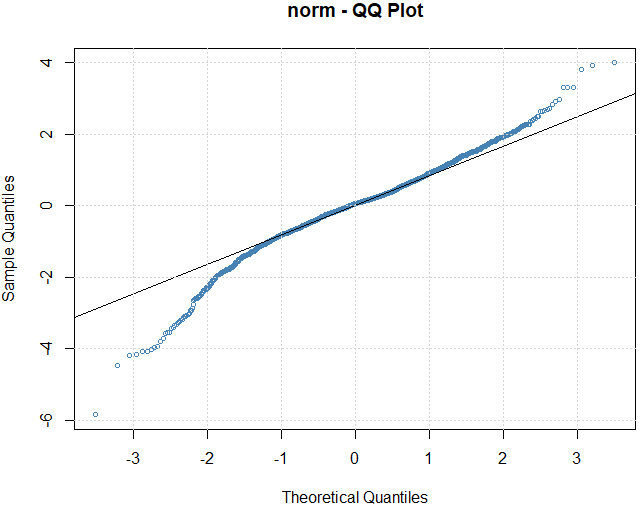 norm - QQ Plot
Sample Quantiles
4
2
0
-2
-4
-6
-3 -2 -1 0 1 2 3
Theoretical Quantiles